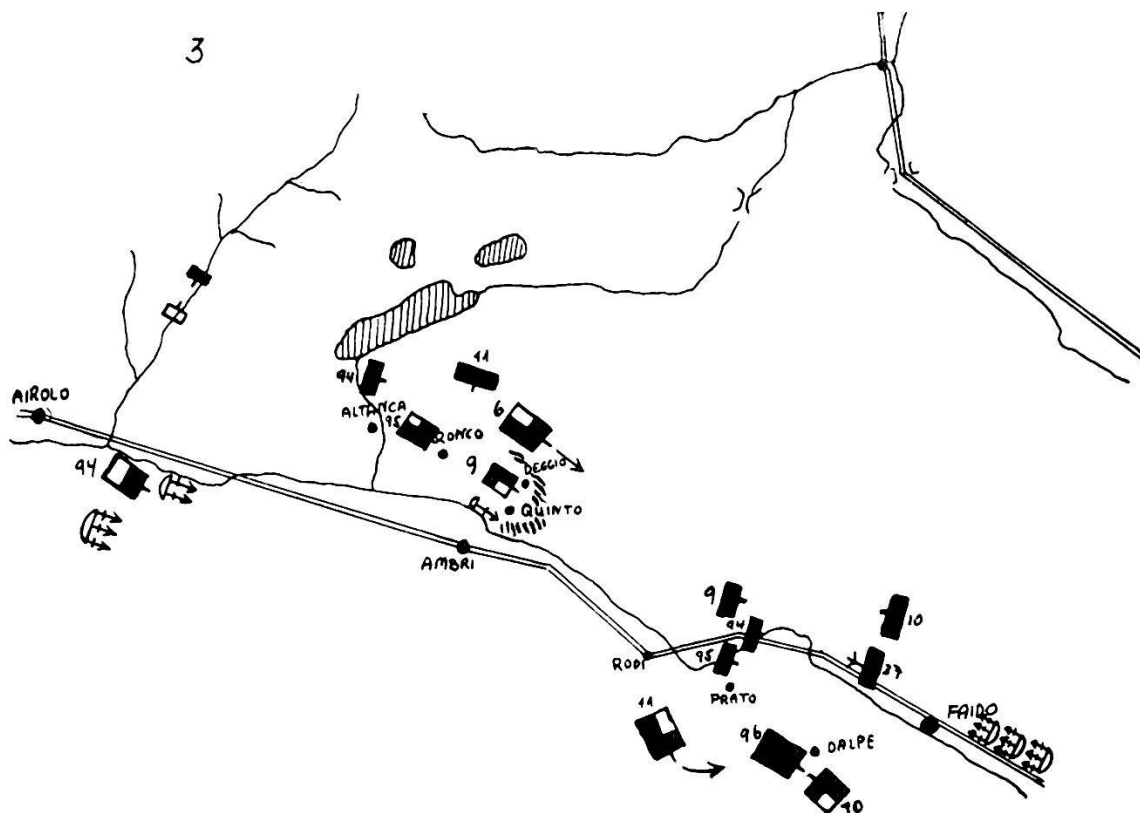 3
94
11
AIROLO
ALTANCA
95
RONCO
6
94
9
DEGGIO
QUINTO
AMBRI
9
94
10
RODI
95
37
PRATO
11
FAIDO
96
DALPE